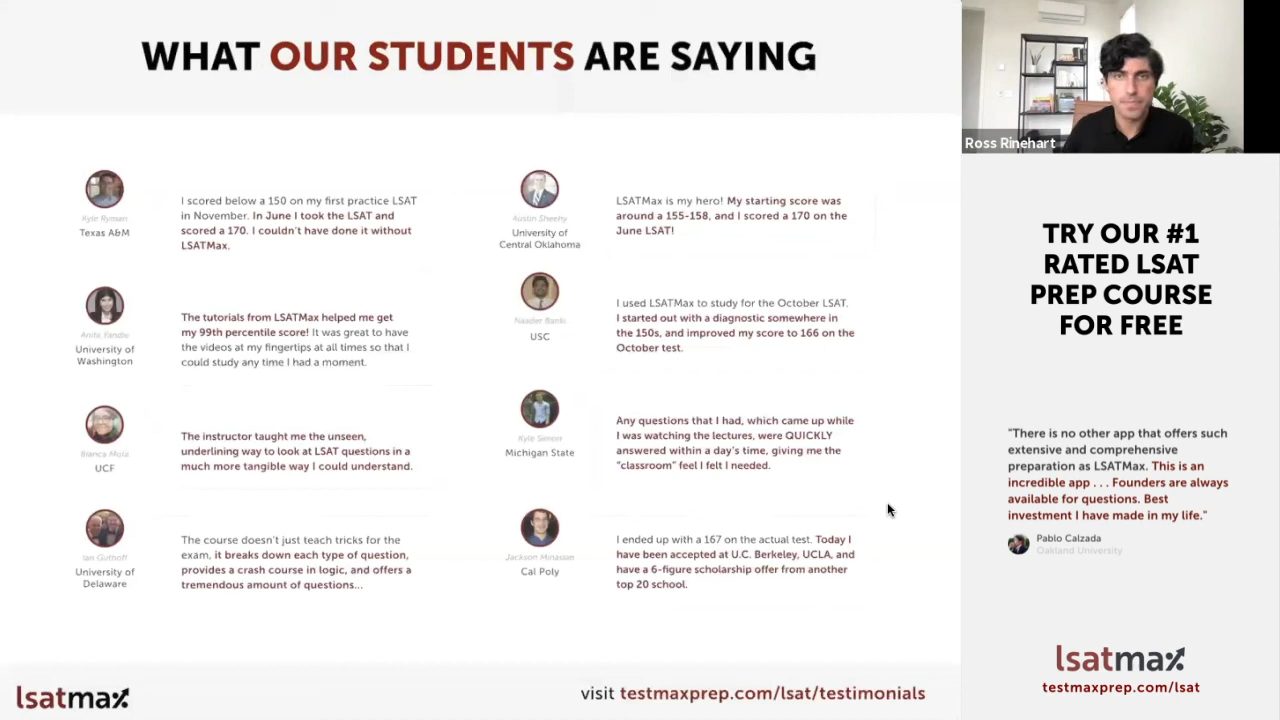 WHAT OUR STUDENTS ARE SAYING
Texas A&M
I scored below a 150 on my first practice LSAT
in November. In June I took the LSAT and
scored a 170. I couldn't have done it without
LSATMax.
University of
Washington
The tutorials from LSATMax helped me get
my 99th percentile score! It was great to have
the videos at my fingertips at all times so that I
could study any time I had a moment.
UCF
The instructor taught me the unseen,
underlining way to look at LSAT questions in a
much more tangible way I could understand.
University of
Delaware
The course doesn't just teach tricks for the
exam, it breaks down each type of question,
provides a crash course in logic, and offers a
tremendous amount of questions...
Austin Sheehy
University of
Central Oklahoma
LSATMax is my hero! My starting score was
around a 155-158, and I scored a 170 on the
June LSAT!
USC
I used LSATMax to study for the October LSAT.
I started out with a diagnostic somewhere in
the 150s, and improved my score to 166 on the
October test.
Kyle Simon
Michigan State
Any questions that I had, which came up while
I was watching the lectures, were QUICKLY
answered within a day's time, giving me the
"classroom" feel I felt I needed.
Jackson Minassian
Cal Poly
I ended up with a 167 on the actual test. Today I
have been accepted at U.C. Berkeley, UCLA, and
have a 6-figure scholarship offer from another
top 20 school.
lsatmax
visit testmaxprep.com/lsat/testimonials
Ross Rinehart
TRY OUR #1
RATED LSAT
PREP COURSE
FOR FREE
"There is no other app that offers such
extensive and comprehensive
preparation as LSATMax. This is an
incredible app . . . Founders are always
available for questions. Best
investment I have made in my life."
Pablo Calzada
Oakland University
lsatmax
testmaxprep.com/lsat